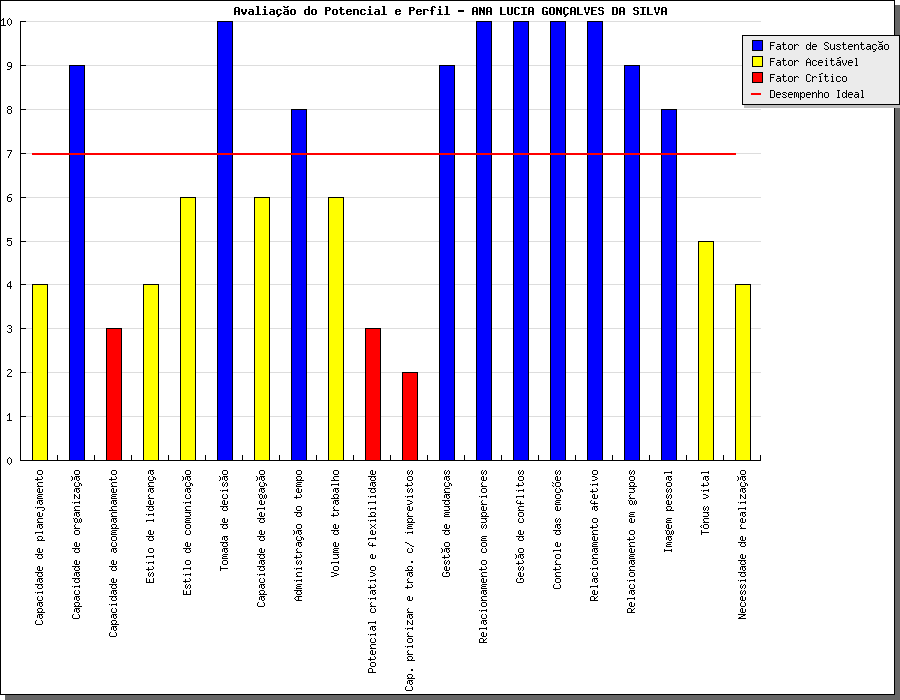 Avaliação do Potencial e Perfil - ANA LUCIA GONÇALVES DA SILVA
Fator de Sustentação
Fator Aceitável
Fator Crítico
Desempenho Ideal
10
9
8
7
6
5
4
3
2
1
0
Capacidade de planejamento
Capacidade de organização
Capacidade de acompanhamento
Estilo de liderança
Estilo de comunicação
Tomada de decisão
Capacidade de delegação
Administração do tempo
Volume de trabalho
Potencial criativo e flexibilidade
Cap. priorizar e trab. c/ imprevistos
Gestão de mudanças
Relacionamento com superiores
Gestão de conflitos
Controle das emoções
Relacionamento afetivo
Relacionamento em grupos
Imagem pessoal
Tônus vital
Necessidade de realização